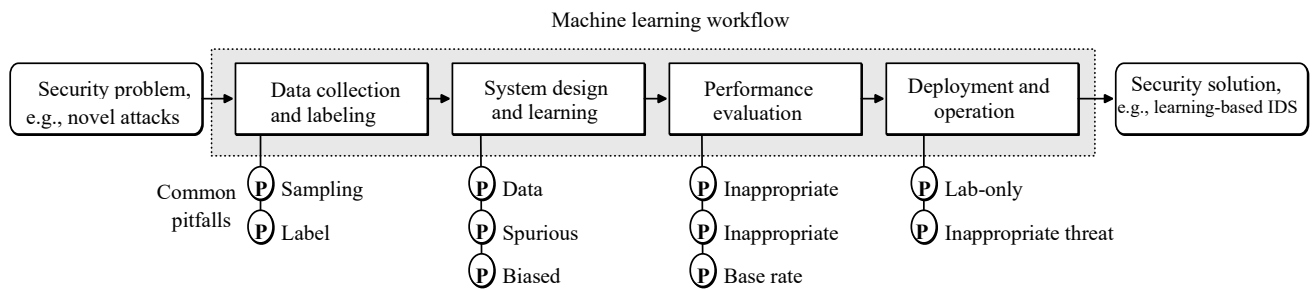 Machine learning workflow
Security problem,
e.g., novel attacks
Data collection
and labeling
System design
and learning
Performance
evaluation
Deployment and
operation
Security solution,
e.g., learning-based IDS
Common
pitfalls
P Sampling
P Label
P Data
P Spurious
P Biased
P Inappropriate
P Inappropriate
P Base rate
P Lab-only
P Inappropriate threat